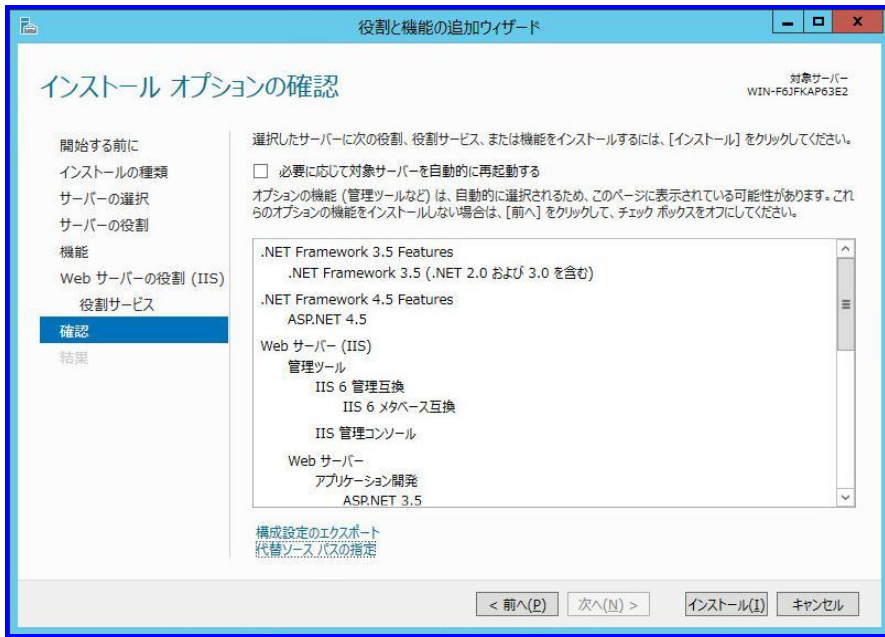 役割と機能の追加ウィザード
インストール オプションの確認
対象サーバー
WIN-F6JFKAP63E2
開始する前に
インストールの種類
サーバーの選択
サーバーの役割
機能
Web サーバーの役割 (IIS)
役割サービス
確認
結果
選択したサーバーに次の役割、役割サービス、または機能をインストールするには、[インストール] をクリックしてください。
必要に応じて対象サーバーを自動的に再起動する
オプションの機能 (管理ツールなど) は、自動的に選択されるため、このページに表示されている可能性があります。これ
らのオプションの機能をインストールしない場合は、[前へ] をクリックして、チェック ボックスをオフにしてください。
.NET Framework 3.5 Features
.NET Framework 3.5 (.NET 2.0 および 3.0 を含む)
.NET Framework 4.5 Features
ASP.NET 4.5
Web サーバー (IIS)
管理ツール
IIS 6 管理互換
IIS 6 メタベース互換
IIS 管理コンソール
Web サーバー
アプリケーション開発
ASP.NET 3.5
構成設定のエクスポート
代替ソース パスの指定
< 前へ(P)
次へ(N) >
インストール(I)
キャンセル